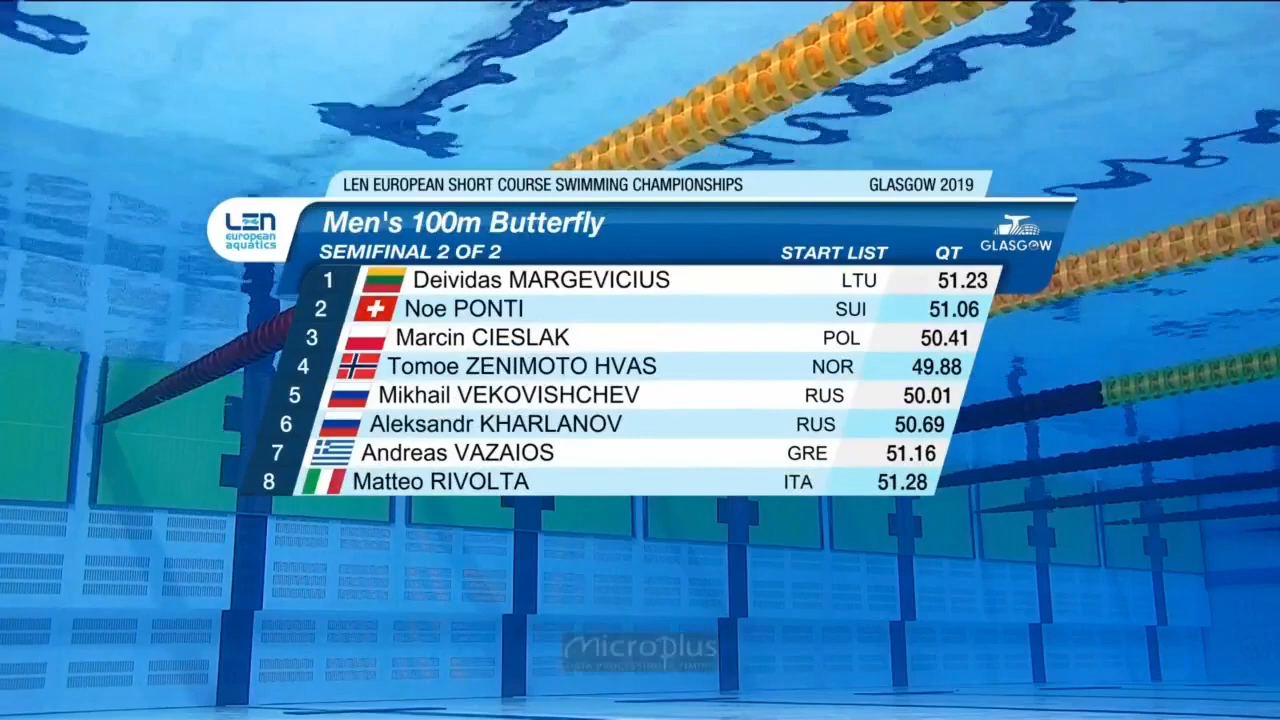 LEN EUROPEAN SHORT COURSE SWIMMING CHAMPIONSHIPS GLASGOW 2019
LEN
european
aquatics
Men's 100m Butterfly
GLASGOW
SEMIFINAL 2 OF 2 START LIST QT
1 Deividas MARGEVICIUS LTU 51.23
2 Noe PONTI SUI 51.06
3 Marcin CIESLAK POL 50.41
4 Tomoe ZENIMOTO HVAS NOR 49.88
5 Mikhail VEKOVISHCHEV RUS 50.01
6 Aleksandr KHARLANOV RUS 50.69
7 Andreas VAZAIOS GRE 51.16
8 Matteo RIVOLTA ITA 51.28
MicroPlus
DATA PROCESSING & TIMING